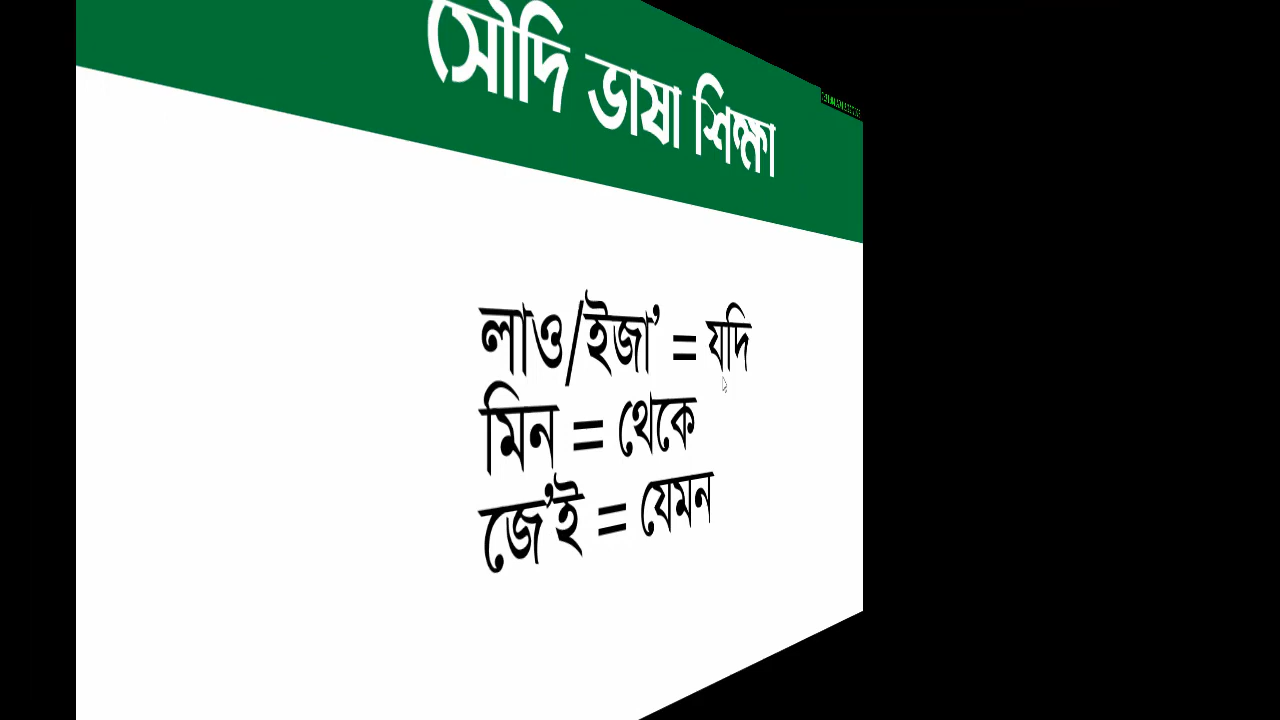 সৌদি ভাষা শিক্ষা
লাও/ইজা' = যদি
মিন = থেকে
জে'ই = যেমন